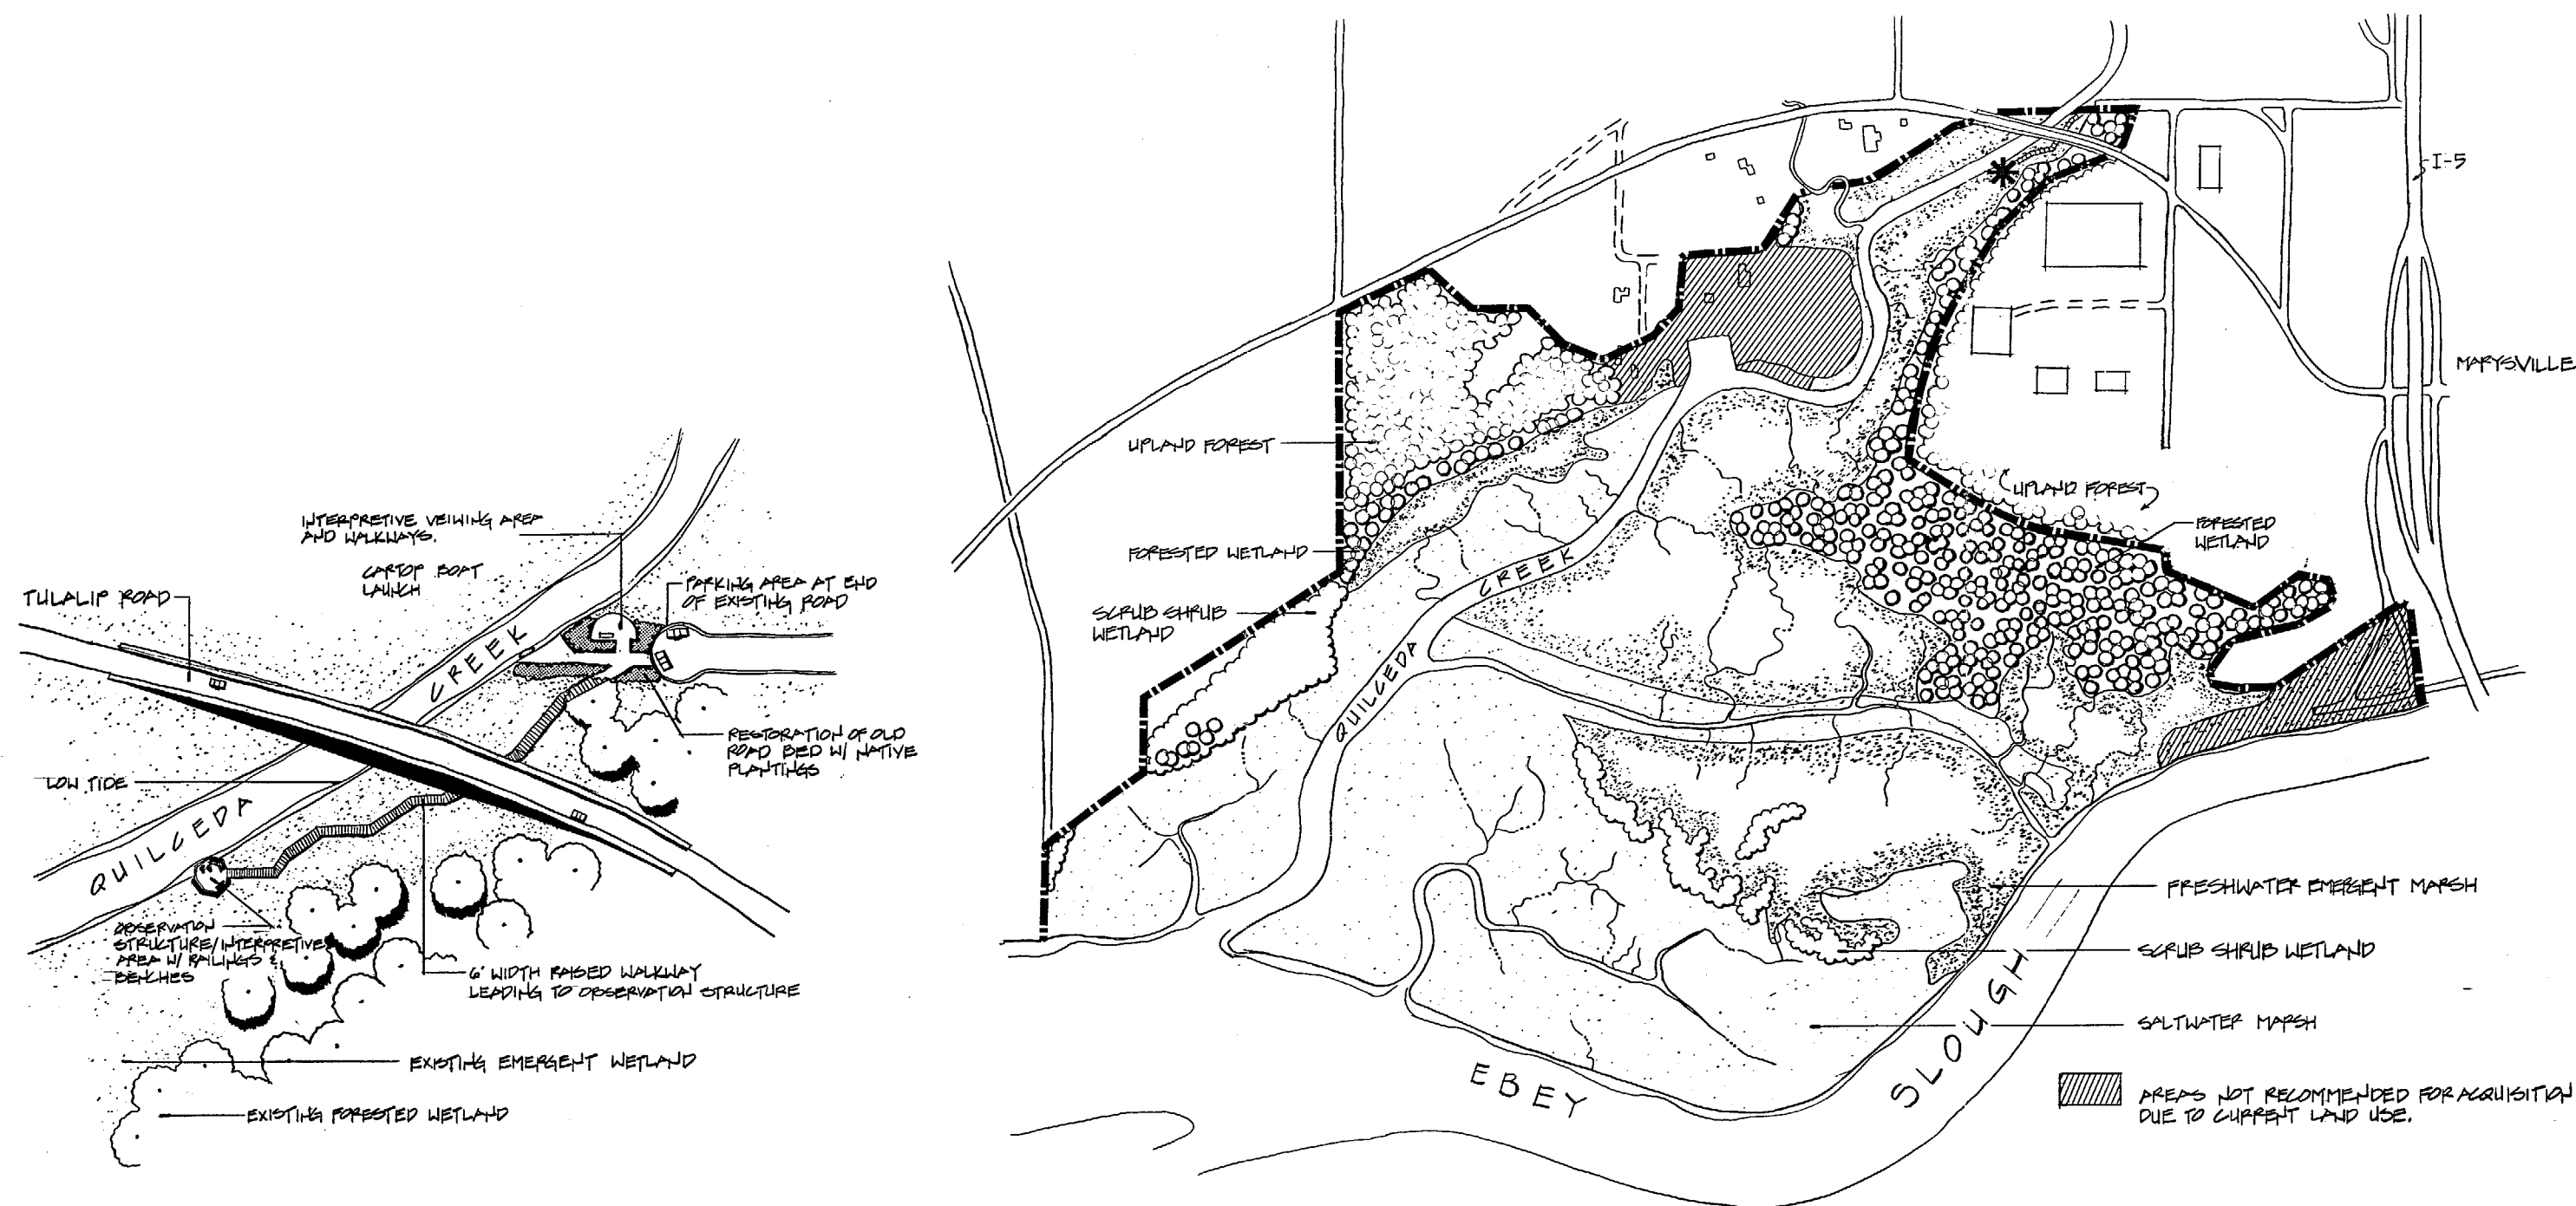 INTERPRETIVE VEIWING AREA
AND WALKWAYS.
CARTOP BOAT
LAUNCH
TULALIP ROAD
PARKING AREA AT END
OF EXISTING ROAD
CREEK
RESTORATION OF OLD
ROAD BED W/ NATIVE
PLANTINGS
LOW TIDE
QUILCEDA
OBSERVATION
STRUCTURE/INTERPRETIVE
AREA W/ RAILINGS &
BENCHES
6' WIDTH RAISED WALKWAY
LEADING TO OBSERVATION STRUCTURE
EXISTING EMERGENT WETLAND
EXISTING FORESTED WETLAND
I-5
MARYSVILLE
UPLAND FOREST
UPLAND FOREST
FORESTED
WETLAND
FORESTED WETLAND
SCRUB SHRUB
WETLAND
QUILCEDA CREEK
FRESHWATER EMERGENT MARSH
SCRUB SHRUB WETLAND
SALTWATER MARSH
EBEY SLOUGH
AREAS NOT RECOMMENDED FOR ACQUISITION
DUE TO CURRENT LAND USE.